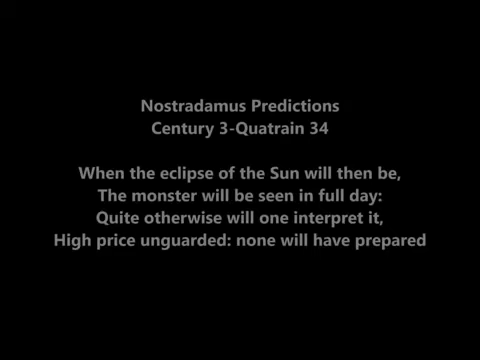 Nostradamus Predictions
Century 3-Quatrain 34
When the eclipse of the Sun will then be,
The monster will be seen in full day:
Quite otherwise will one interpret it,
High price unguarded: none will have prepared